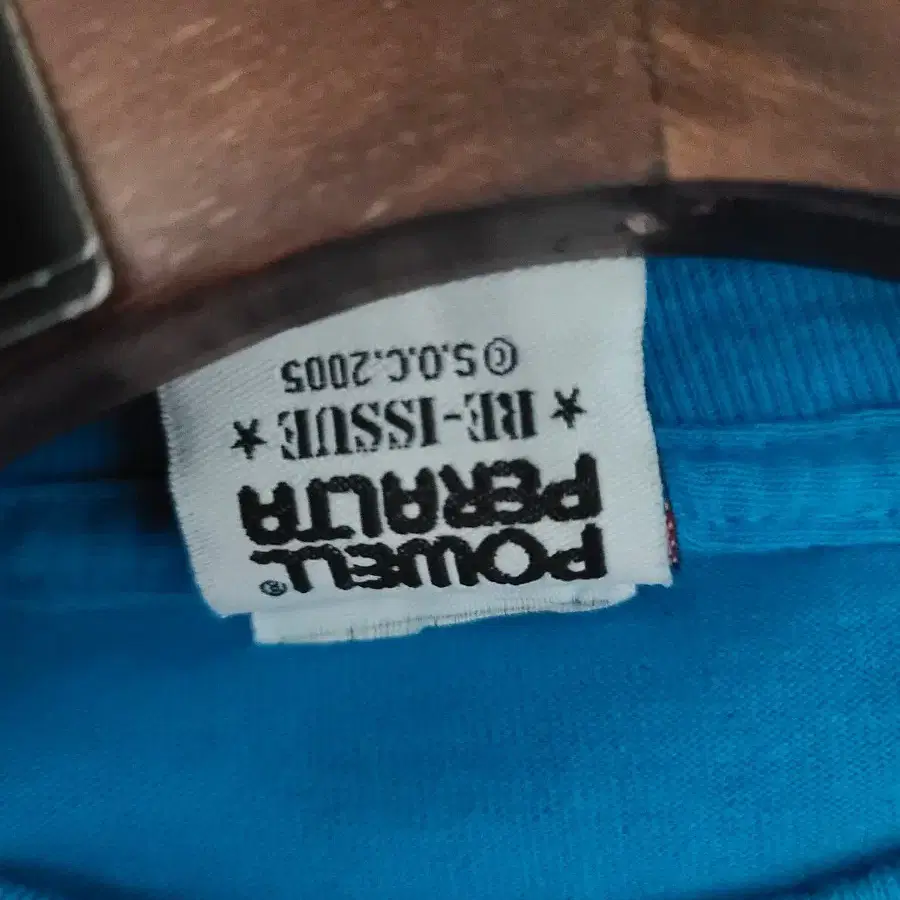 POWELL®
PERALTA
★ RE-ISSUE ★
© S.O.C. 2005